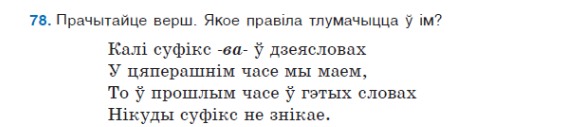 78. Прачытайце верш. Якое правіла тлумачыцца ў ім?
Калі суфікс -ва- ў дзеясловах
У цяперашнім часе мы маем,
То ў прошлым часе ў гэтых словах
Нікуды суфікс не знікае.